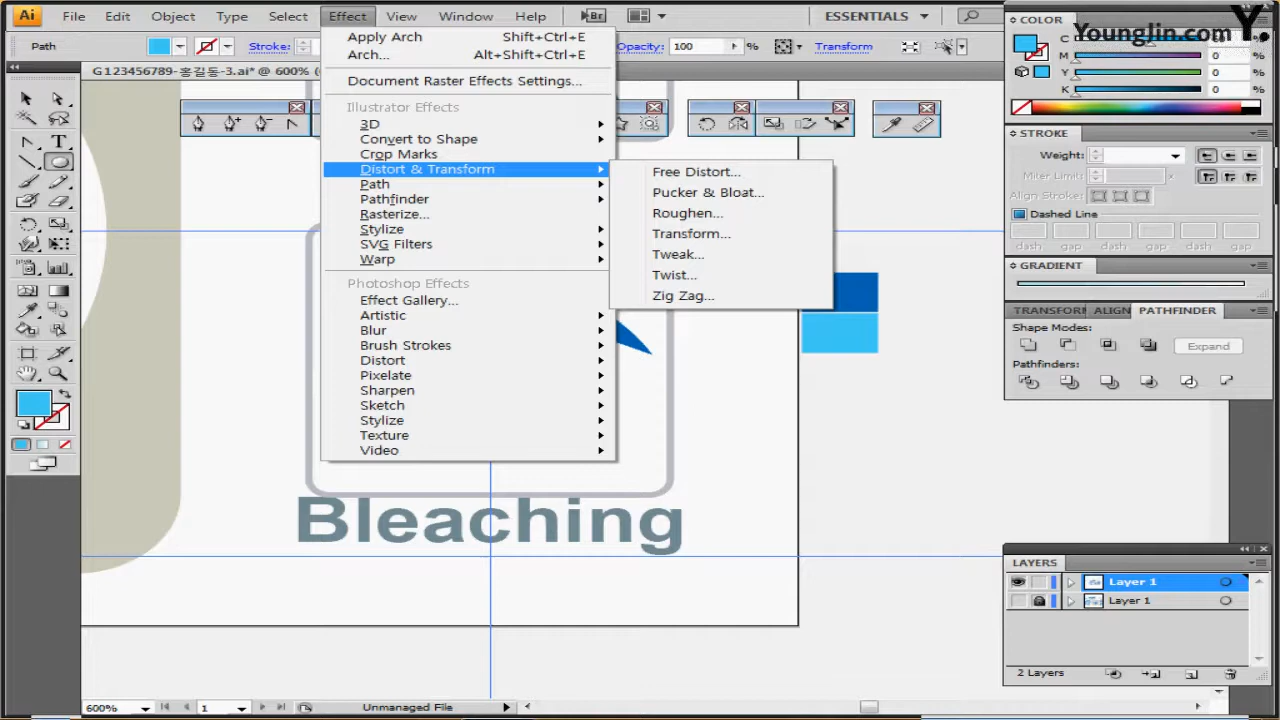 Ai File Edit Object Type Select Effect View Window Help Br ESSENTIALS
Path Stroke: Opacity: 100 % Transform
G123456789-홍길동-3.ai* @ 600% (
Apply Arch Shift+Ctrl+E
Arch... Alt+Shift+Ctrl+E
Document Raster Effects Settings...
Illustrator Effects
3D
Convert to Shape
Crop Marks
Distort & Transform
Path
Pathfinder
Rasterize...
Stylize
SVG Filters
Warp
Photoshop Effects
Effect Gallery...
Artistic
Blur
Brush Strokes
Distort
Pixelate
Sharpen
Sketch
Stylize
Texture
Video
Free Distort...
Pucker & Bloat...
Roughen...
Transform...
Tweak...
Twist...
Zig Zag...
Bleaching
COLOR
Younglin.com Y.
C %
M 0 %
Y 0 %
K 0 %
STROKE
Weight:
Miter Limit: x
Align Stroke:
Dashed Line
dash gap dash gap dash gap
GRADIENT
TRANSFORM ALIGN PATHFINDER
Shape Modes:
Expand
Pathfinders:
LAYERS
Layer 1
Layer 1
2 Layers
600% 1 Unmanaged File